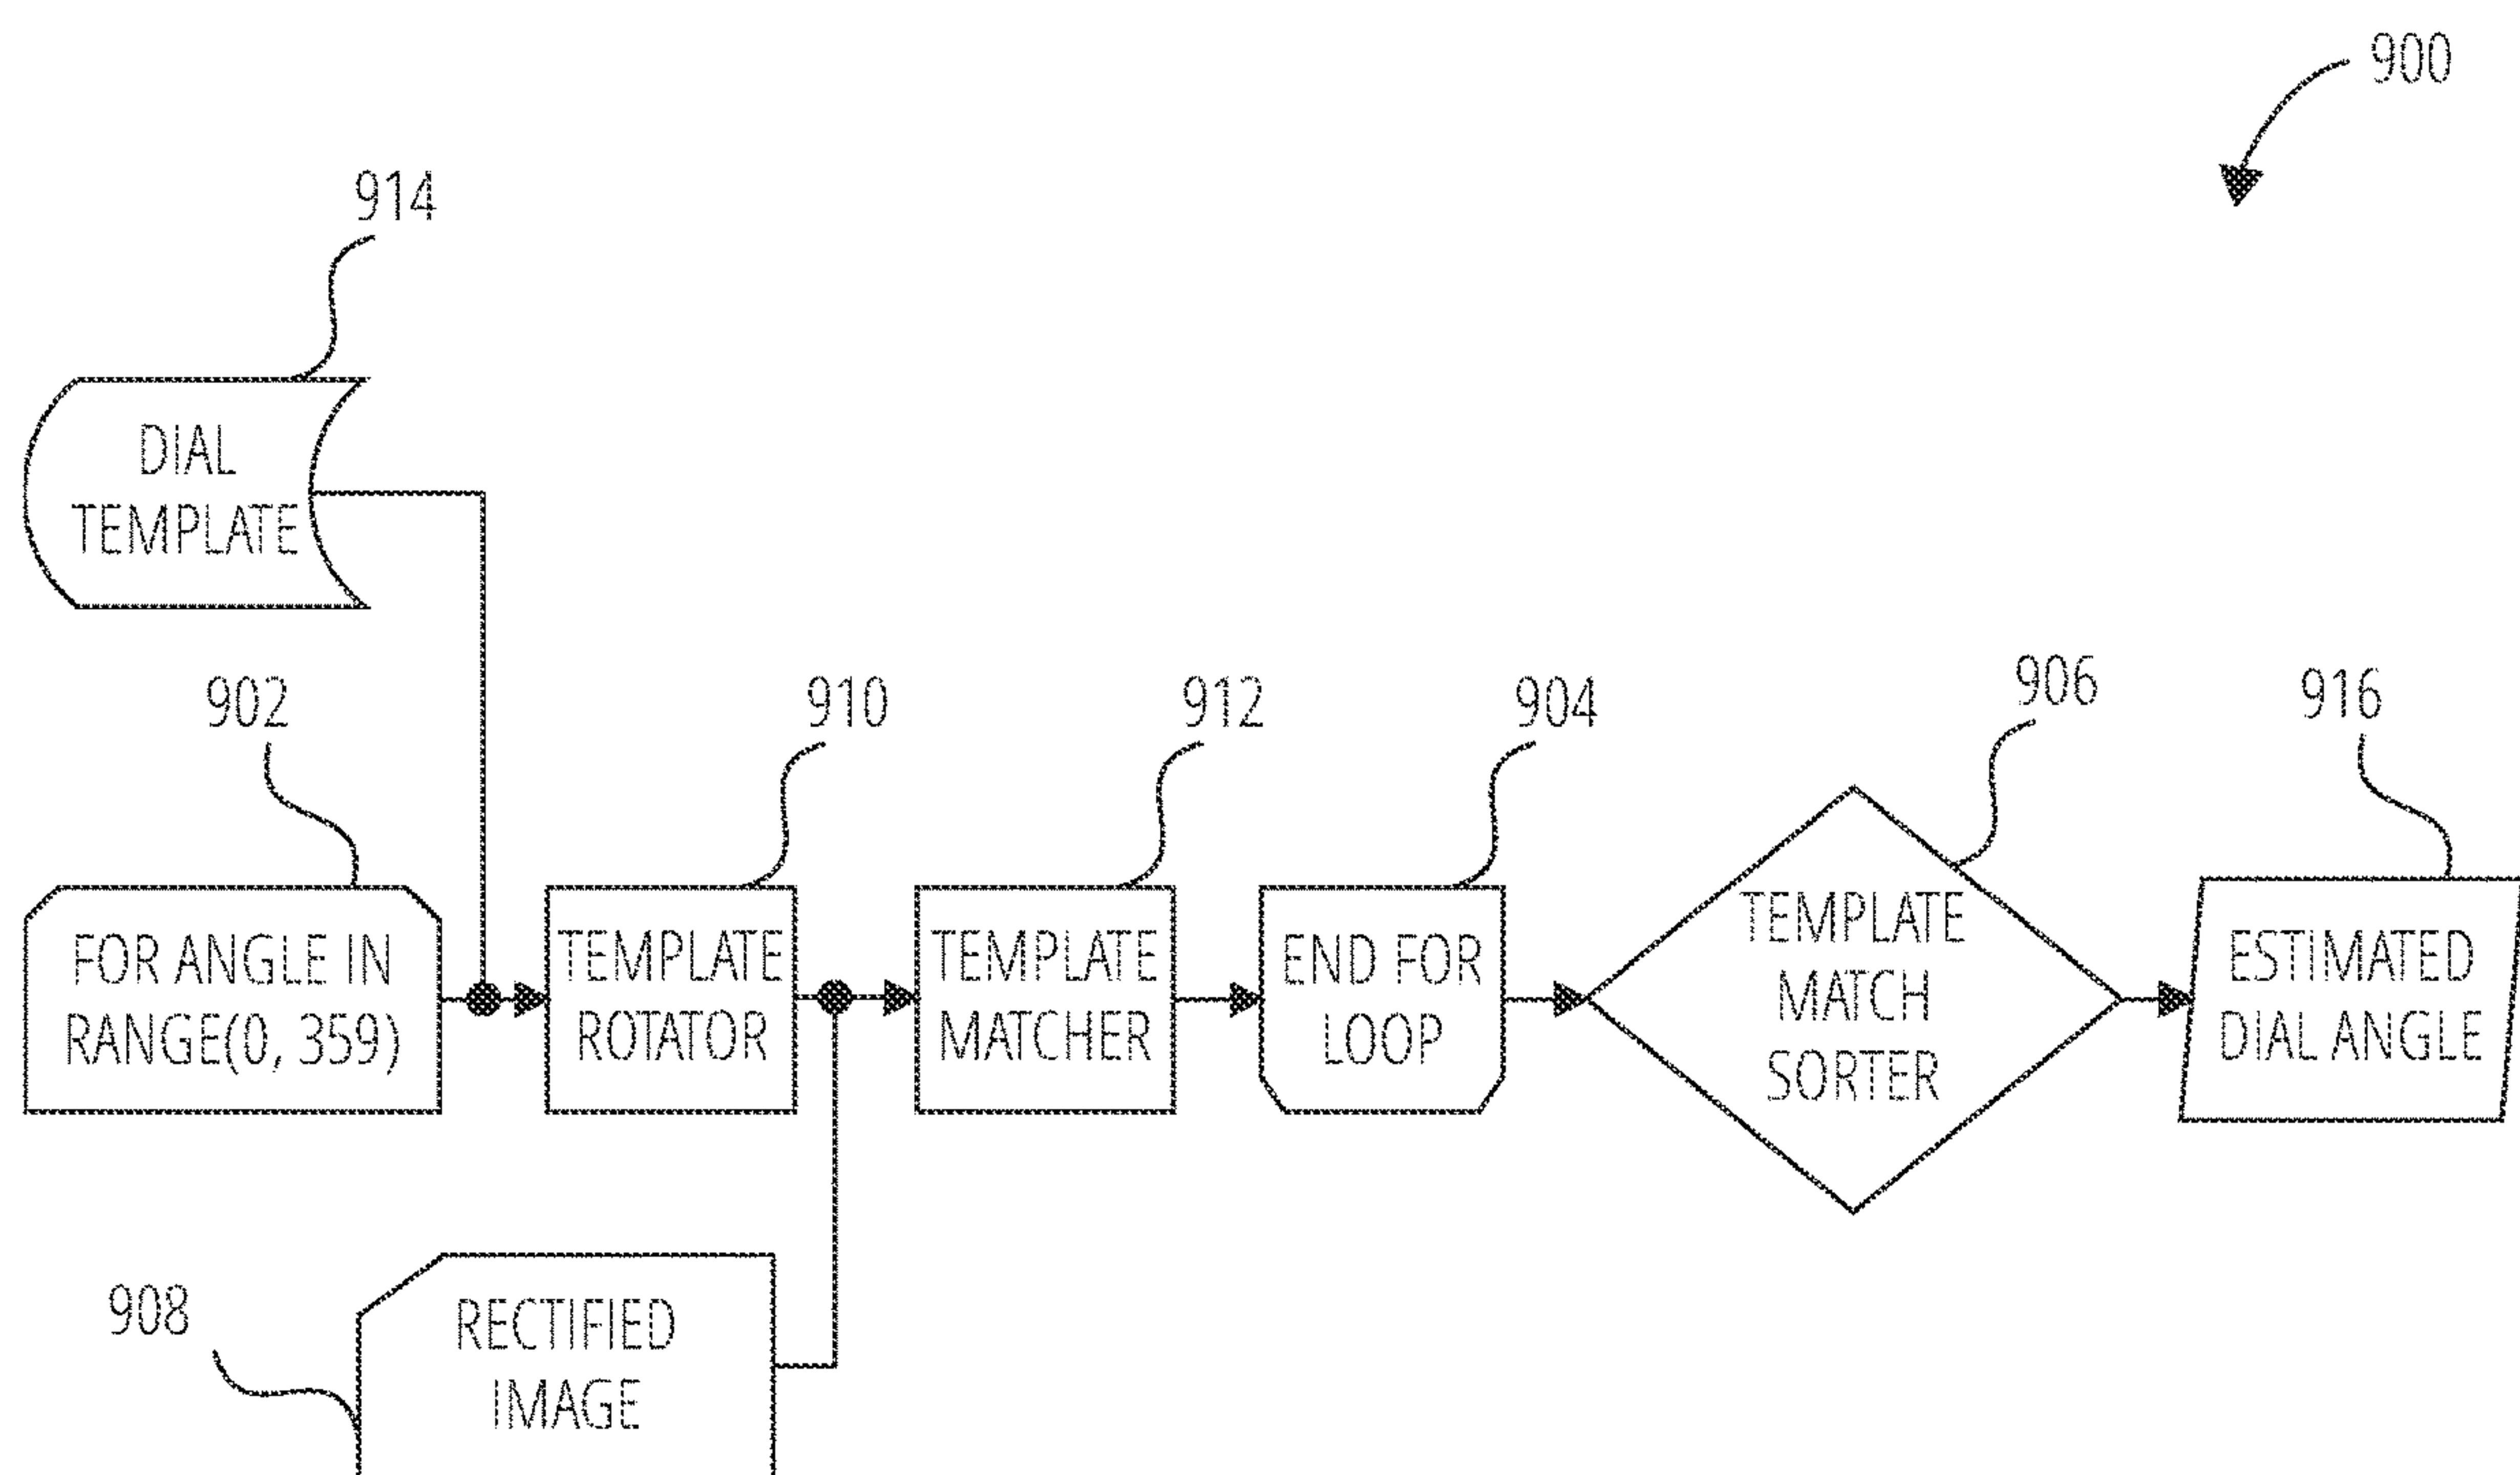 900
914
DIAL
TEMPLATE
902
910
912
904
906
916
FOR ANGLE IN
RANGE(0, 359)
TEMPLATE
ROTATOR
TEMPLATE
MATCHER
END FOR
LOOP
TEMPLATE
MATCH
SORTER
ESTIMATED
DIAL ANGLE
908
RECTIFIED
IMAGE